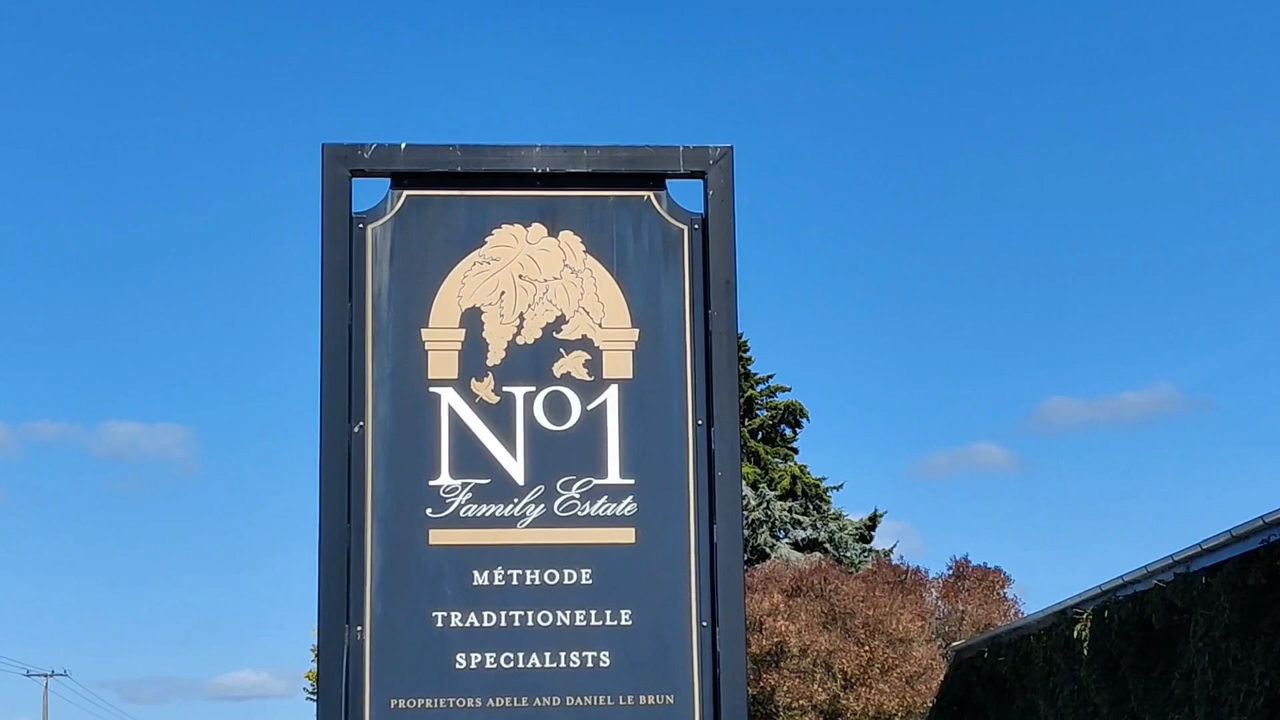 Nº1
Family Estate
MÉTHODE
TRADITIONELLE
SPECIALISTS
PROPRIETORS ADELE AND DANIEL LE BRUN